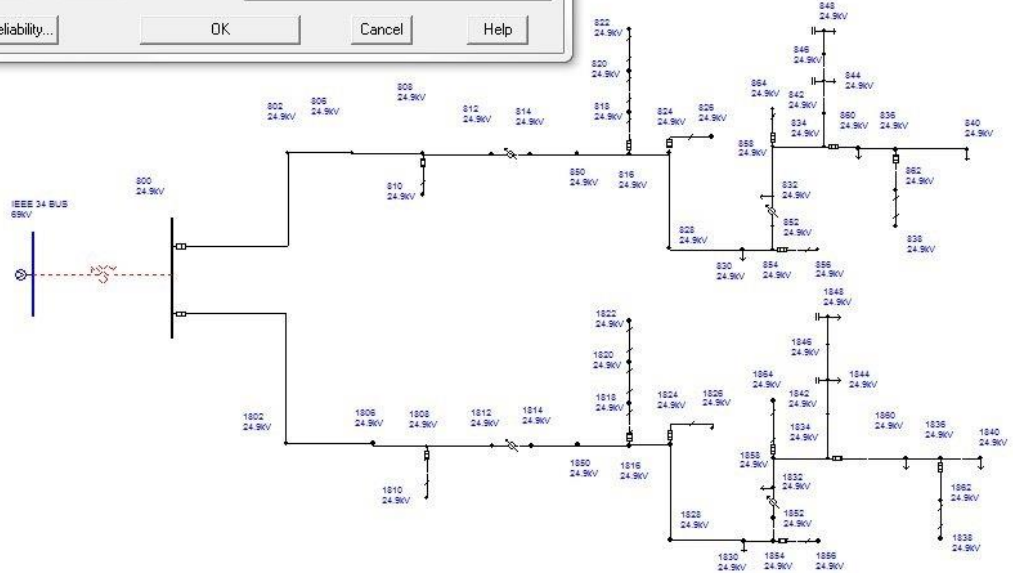 eliability...
OK
Cancel
Help
848
24.9kV
822
24.9kV
846
24.9kV
820
24.9kV
844
24.9kV
864
24.9kV
842
24.9kV
808
24.9kV
802
24.9kV
806
24.9kV
812
24.9kV
814
24.9kV
818
24.9kV
824
24.9kV
826
24.9kV
834
24.9kV
860
24.9kV
836
24.9kV
840
24.9kV
858
24.9kV
850
24.9kV
816
24.9kV
862
24.9kV
800
24.9kV
810
24.9kV
832
24.9kV
IEEE 34 BUS
69kV
852
24.9kV
828
24.9kV
838
24.9kV
830
24.9kV
854
24.9kV
856
24.9kV
1848
24.9kV
1822
24.9kV
1846
24.9kV
1820
24.9kV
1864
24.9kV
1844
24.9kV
1842
24.9kV
1818
24.9kV
1824
24.9kV
1826
24.9kV
1802
24.9kV
1806
24.9kV
1808
24.9kV
1812
24.9kV
1814
24.9kV
1834
24.9kV
1860
24.9kV
1836
24.9kV
1840
24.9kV
1858
24.9kV
1850
24.9kV
1816
24.9kV
1832
24.9kV
1810
24.9kV
1862
24.9kV
1828
24.9kV
1852
24.9kV
1838
24.9kV
1830
24.9kV
1854
24.9kV
1856
24.9kV